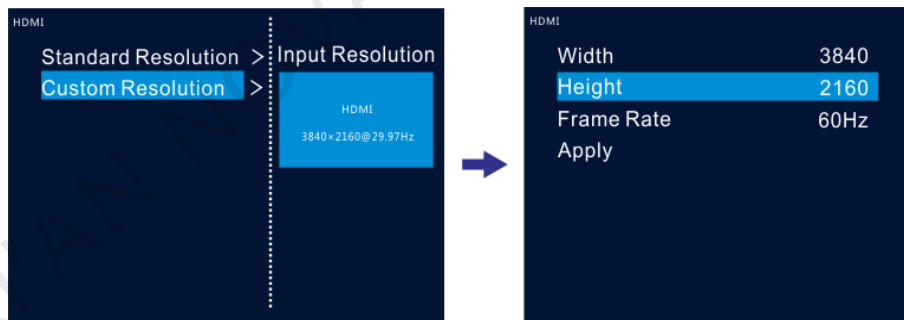 HDMI
Standard Resolution >
Custom Resolution >
Input Resolution
HDMI
3840×2160@29.97Hz
HDMI
Width 3840
Height 2160
Frame Rate 60Hz
Apply